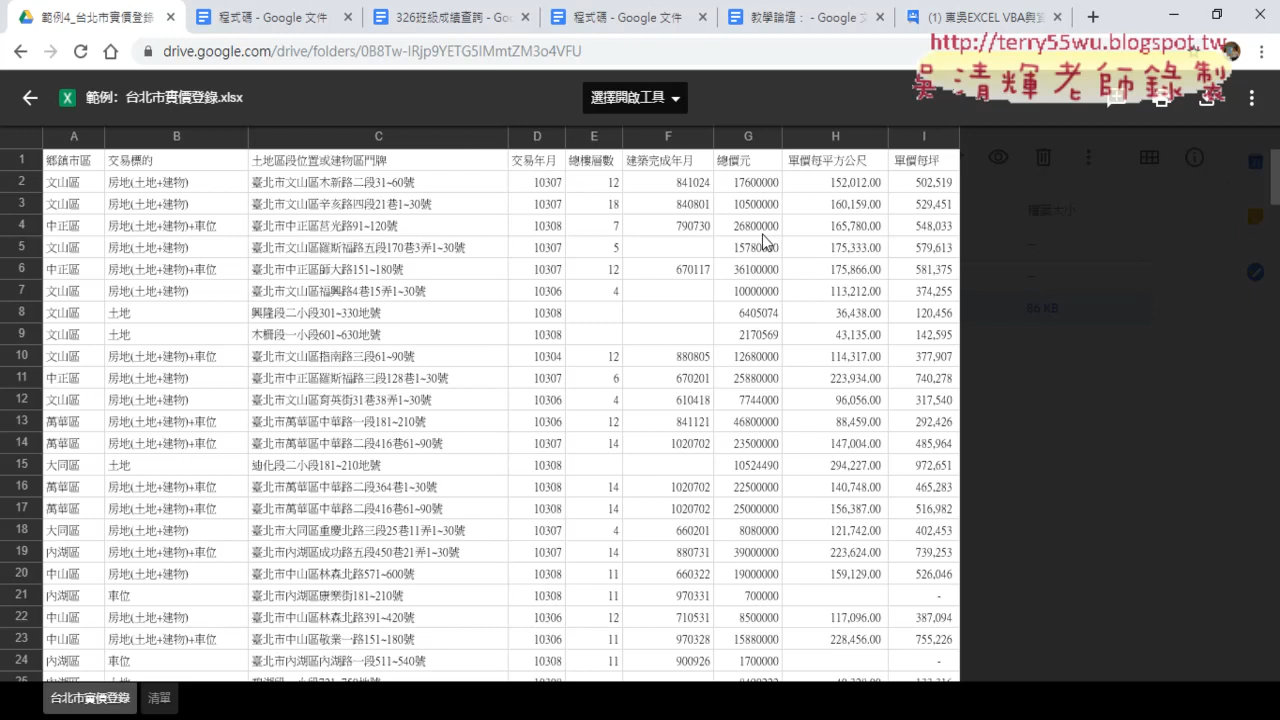 範例4_台北市實價登錄
程式碼 - Google 文件
326班級成績查詢 - Google
程式碼 - Google 文件
教學論壇： - Google 文
(1) 東吳EXCEL VBA與資
drive.google.com/drive/folders/0B8Tw-IRjp9YETG5lMmtZM3o4VFU
http://terry55wu.blogspot.tw
吳清輝老師錄製
範例：台北市實價登錄.xlsx
選擇開啟工具
檔案大小
66 KB
A B C D E F G H I
1 鄉鎮市區 交易標的 土地區段位置或建物區門牌 交易年月 總樓層數 建築完成年月 總價元 單價每平方公尺 單價每坪
2 文山區 房地(土地+建物) 臺北市文山區木新路二段31~60號 10307 12 841024 17600000 152,012.00 502,519
3 文山區 房地(土地+建物) 臺北市文山區辛亥路四段21巷1~30號 10307 18 840801 10500000 160,159.00 529,451
4 中正區 房地(土地+建物)+車位 臺北市中正區莒光路91~120號 10308 7 790730 26800000 165,780.00 548,033
5 文山區 房地(土地+建物) 臺北市文山區羅斯福路五段170巷3弄1~30號 10307 5 175,333.00 579,613
6 中正區 房地(土地+建物)+車位 臺北市中正區師大路151~180號 10307 12 670117 36100000 175,866.00 581,375
7 文山區 房地(土地+建物) 臺北市文山區福興路4巷15弄1~30號 10306 4 10000000 113,212.00 374,255
8 文山區 土地 興隆段二小段301~330地號 10308 6405074 36,438.00 120,456
9 文山區 土地 木柵段一小段601~630地號 10308 2170569 43,135.00 142,595
10 文山區 房地(土地+建物)+車位 臺北市文山區指南路三段61~90號 10304 12 880805 12680000 114,317.00 377,907
11 中正區 房地(土地+建物)+車位 臺北市中正區羅斯福路三段128巷1~30號 10307 6 670201 25880000 223,934.00 740,278
12 文山區 房地(土地+建物) 臺北市文山區育英街31巷38弄1~30號 10306 4 610418 7744000 96,056.00 317,540
13 萬華區 房地(土地+建物)+車位 臺北市萬華區中華路一段181~210號 10306 12 841121 46800000 88,459.00 292,426
14 萬華區 房地(土地+建物)+車位 臺北市萬華區中華路二段416巷61~90號 10307 14 1020702 23500000 147,004.00 485,964
15 大同區 土地 迪化段二小段181~210地號 10308 10524490 294,227.00 972,651
16 萬華區 房地(土地+建物)+車位 臺北市萬華區中華路二段364巷1~30號 10308 14 1020702 22500000 140,748.00 465,283
17 萬華區 房地(土地+建物)+車位 臺北市萬華區中華路二段416巷61~90號 10308 14 1020702 25000000 156,387.00 516,982
18 大同區 房地(土地+建物) 臺北市大同區重慶北路三段25巷11弄1~30號 10307 4 660201 8080000 121,742.00 402,453
19 內湖區 房地(土地+建物)+車位 臺北市內湖區成功路五段450巷21弄1~30號 10307 14 880731 39000000 223,624.00 739,253
20 中山區 房地(土地+建物) 臺北市中山區林森北路571~600號 10308 11 660322 19000000 159,129.00 526,046
21 內湖區 車位 臺北市內湖區康樂街181~210號 10308 11 970331 700000 -
22 中山區 房地(土地+建物) 臺北市中山區林森北路391~420號 10306 12 710531 8500000 117,096.00 387,094
23 中山區 房地(土地+建物)+車位 臺北市中山區敬業一路151~180號 10306 11 970328 15880000 228,456.00 755,226
24 內湖區 車位 臺北市內湖區內湖路一段511~540號 10308 11 900926 1700000 -
台北市實價登錄
清單